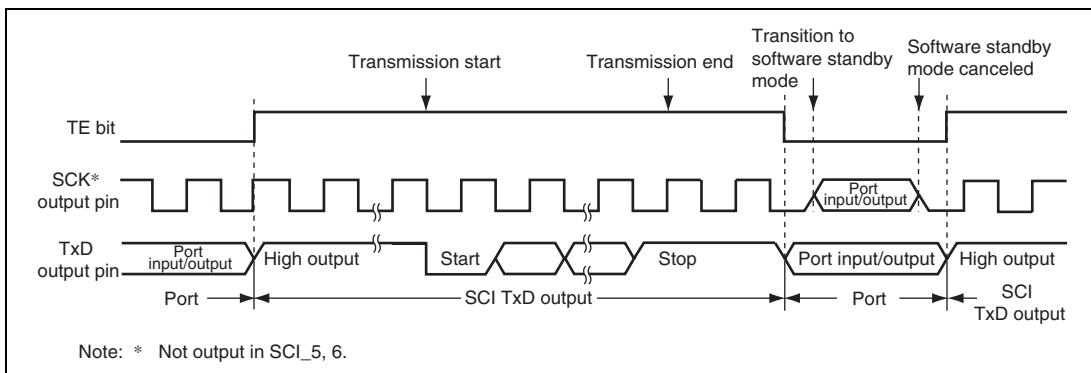 Transition to
software standby
mode
Software standby
mode canceled
Transmission start
Transmission end
TE bit
SCK*
output pin
Port
input/output
TxD
output pin
Port
input/output
High output
Start
Stop
Port input/output
High output
Port
SCI TxD output
Port
SCI
TxD output
Note: * Not output in SCI_5, 6.